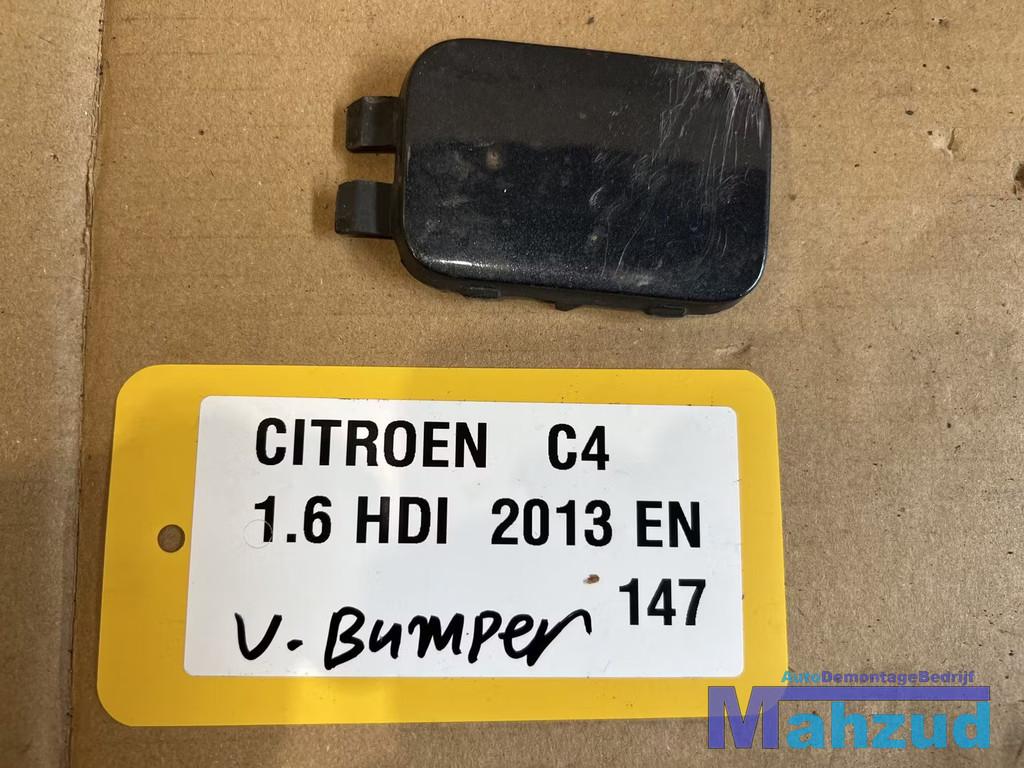 CITROEN C4
1.6 HDI 2013 EN
147
V. Bumper
AutoDemontageBedrijf
Mahzud